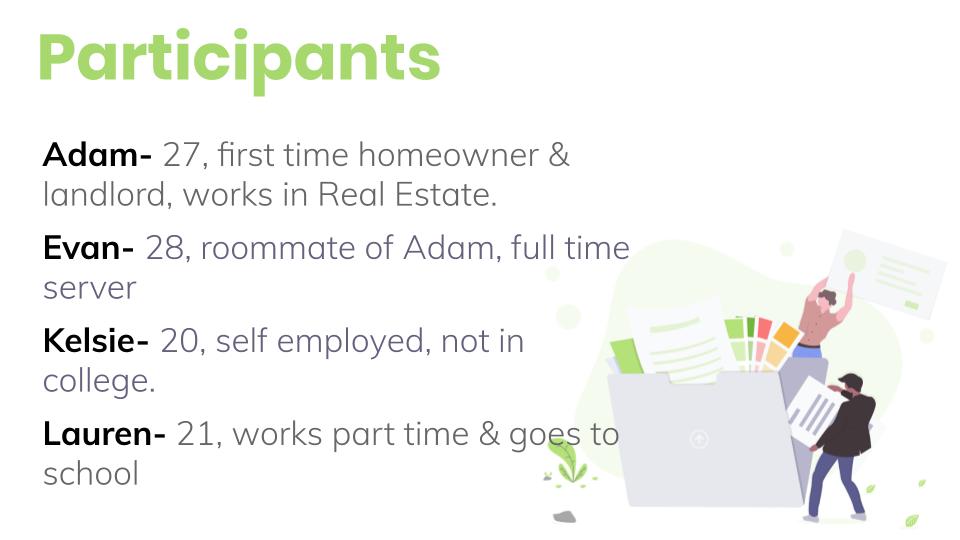 Participants
Adam- 27, first time homeowner &
landlord, works in Real Estate.
Evan- 28, roommate of Adam, full time
server
Kelsie- 20, self employed, not in
college.
Lauren- 21, works part time & goes to
school